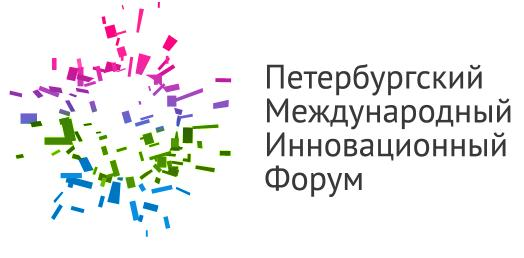 Петербургский
Международный
Инновационный
Форум